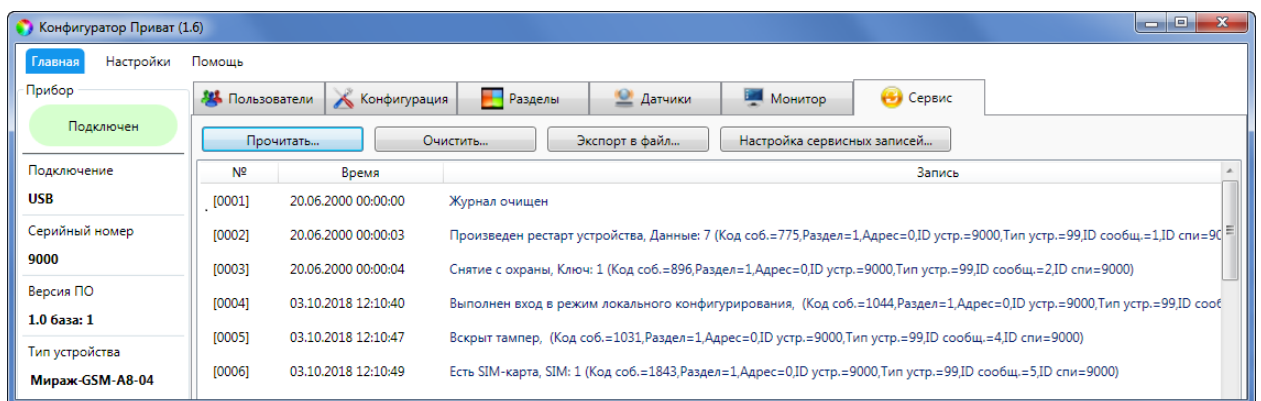 Конфигуратор Приват (1.6)
Главная Настройки Помощь
Прибор
Подключен
Подключение
USB
Серийный номер
9000
Версия ПО
1.0 база: 1
Тип устройства
Мираж-GSM-A8-04
Пользователи Конфигурация Разделы Датчики Монитор Сервис
Прочитать... Очистить... Экспорт в файл... Настройка сервисных записей...
№ Время Запись
[0001] 20.06.2000 00:00:00 Журнал очищен
[0002] 20.06.2000 00:00:03 Произведен рестарт устройства, Данные: 7 (Код соб.=775,Раздел=1,Адрес=0,ID устр.=9000,Тип устр.=99,ID сообщ.=1,ID спи=90
[0003] 20.06.2000 00:00:04 Снятие с охраны, Ключ: 1 (Код соб.=896,Раздел=1,Адрес=0,ID устр.=9000,Тип устр.=99,ID сообщ.=2,ID спи=9000)
[0004] 03.10.2018 12:10:40 Выполнен вход в режим локального конфигурирования, (Код соб.=1044,Раздел=1,Адрес=0,ID устр.=9000,Тип устр.=99,ID сооб
[0005] 03.10.2018 12:10:47 Вскрыт тампер, (Код соб.=1031,Раздел=1,Адрес=0,ID устр.=9000,Тип устр.=99,ID сообщ.=4,ID спи=9000)
[0006] 03.10.2018 12:10:49 Есть SIM-карта, SIM: 1 (Код соб.=1843,Раздел=1,Адрес=0,ID устр.=9000,Тип устр.=99,ID сообщ.=5,ID спи=9000)